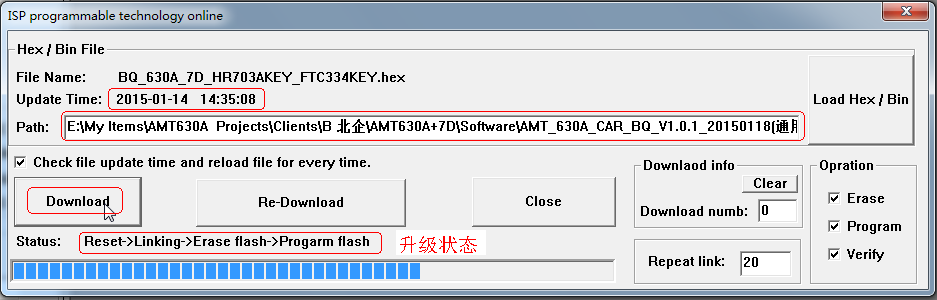 ISP programmable technology online
Hex / Bin File
File Name: BQ_630A_7D_HR703AKEY_FTC334KEY.hex
Update Time: 2015-01-14 14:35:08
Path: E:\My Items\AMT630A Projects\Clients\B 北企\AMT630A+7D\Software\AMT_630A_CAR_BQ_V1.0.1_20150118(通用
Load Hex / Bin
Check file update time and reload file for every time.
Download
Re-Download
Close
Status: Reset->Linking->Erase flash->Progarm flash
升级状态
Downlaod info
Clear
Download numb: 0
Repeat link: 20
Opration
Erase
Program
Verify